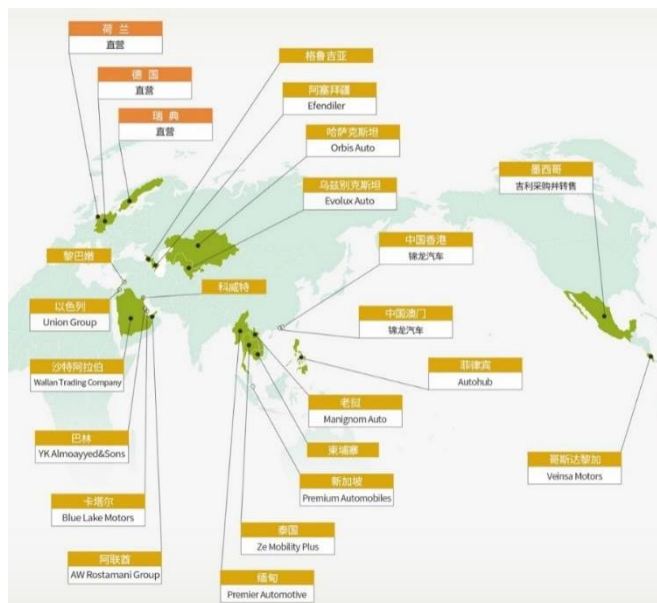 荷 兰
直营
德 国
直营
瑞 典
直营
格鲁吉亚
阿塞拜疆
Efendiler
哈萨克斯坦
Orbis Auto
乌兹别克斯坦
Evolux Auto
墨西哥
吉利采购并转售
黎巴嫩
科威特
中国香港
锦龙汽车
以色列
Union Group
中国澳门
锦龙汽车
沙特阿拉伯
Wallan Trading Company
菲律宾
Autohub
老挝
Manignom Auto
巴林
YK Almoayyed&Sons
柬埔寨
哥斯达黎加
Veinsa Motors
新加坡
Premium Automobiles
卡塔尔
Blue Lake Motors
泰国
Ze Mobility Plus
阿联酋
AW Rostamani Group
缅甸
Premier Automotive